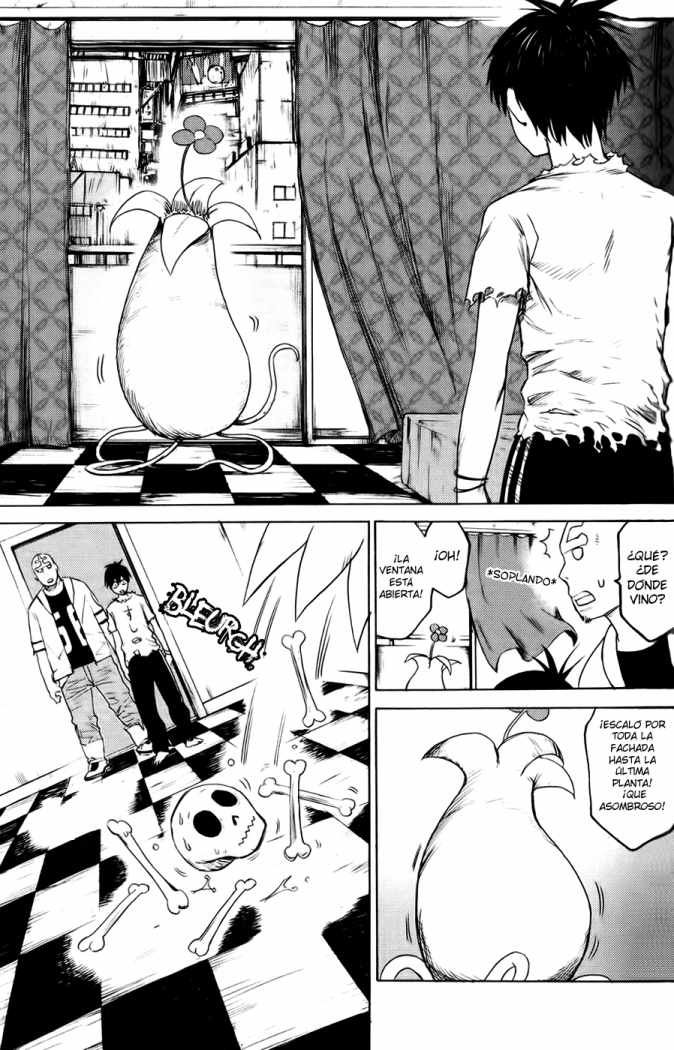 BLEURGH
¿QUÉ?
¿DE
DÓNDE
VINO?
*SOPLANDO*
¡OH!
¡LA
VENTANA
ESTÁ
ABIERTA!
¡ESCALÓ POR
TODA LA
FACHADA
HASTA LA
ÚLTIMA
PLANTA!
¡QUE
ASOMBROSO!